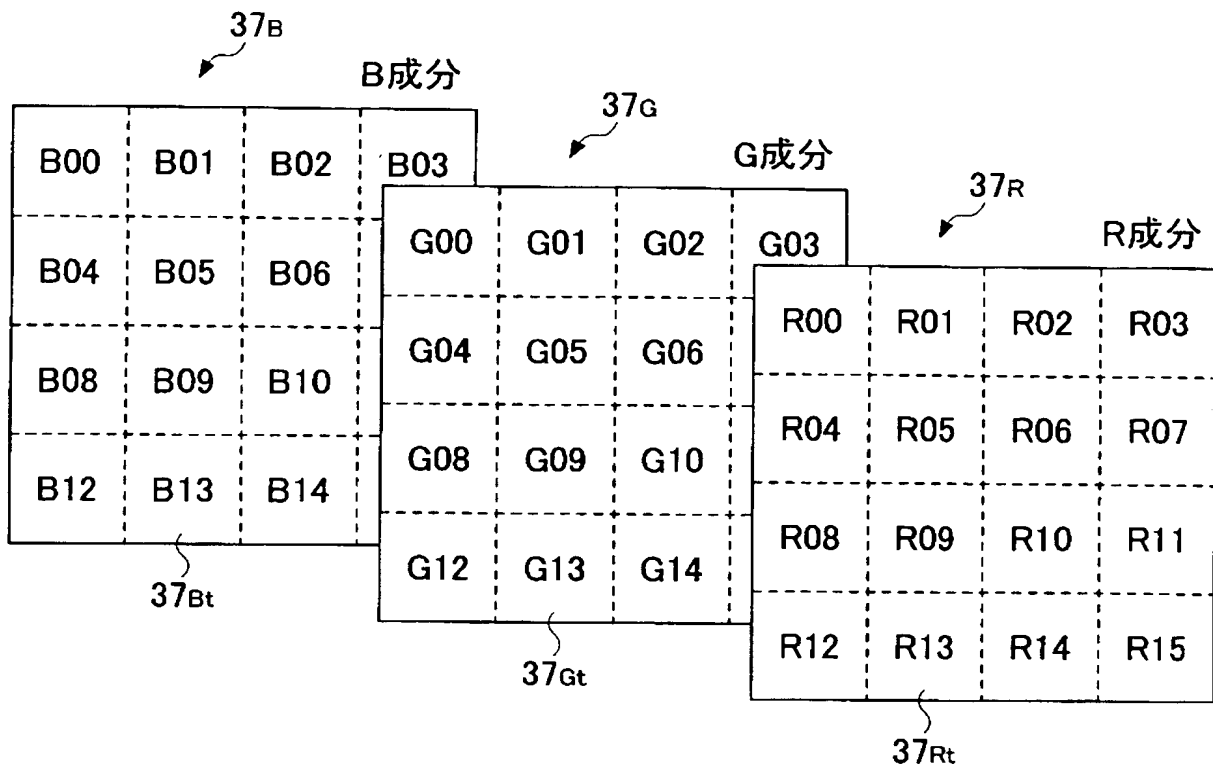 37B
B成分
B00 B01 B02 B03
B04 B05 B06
B08 B09 B10
B12 B13 B14
37Bt
37G
G成分
G00 G01 G02 G03
G04 G05 G06
G08 G09 G10
G12 G13 G14
37Gt
37R
R成分
R00 R01 R02 R03
R04 R05 R06 R07
R08 R09 R10 R11
R12 R13 R14 R15
37Rt